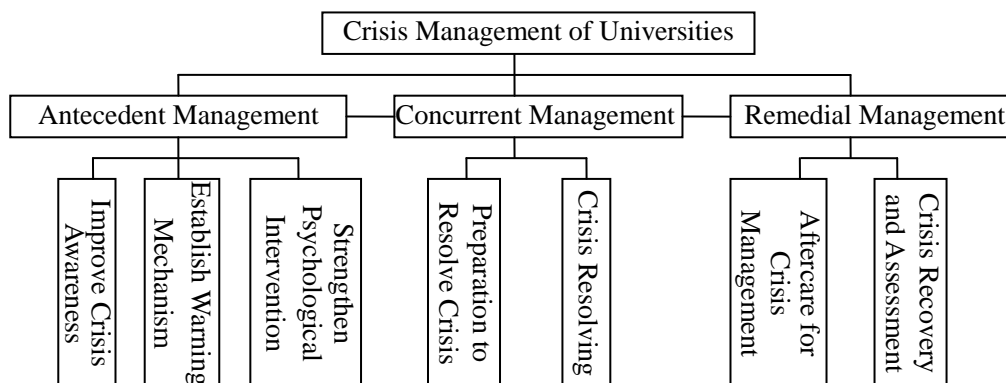 Crisis Management of Universities
Antecedent Management
Concurrent Management
Remedial Management
Improve Crisis
Awareness
Establish Warning
Mechanism
Strengthen
Psychological
Intervention
Preparation to
Resolve Crisis
Crisis Resolving
Aftercare for
Crisis
Management
Crisis Recovery
and Assessment